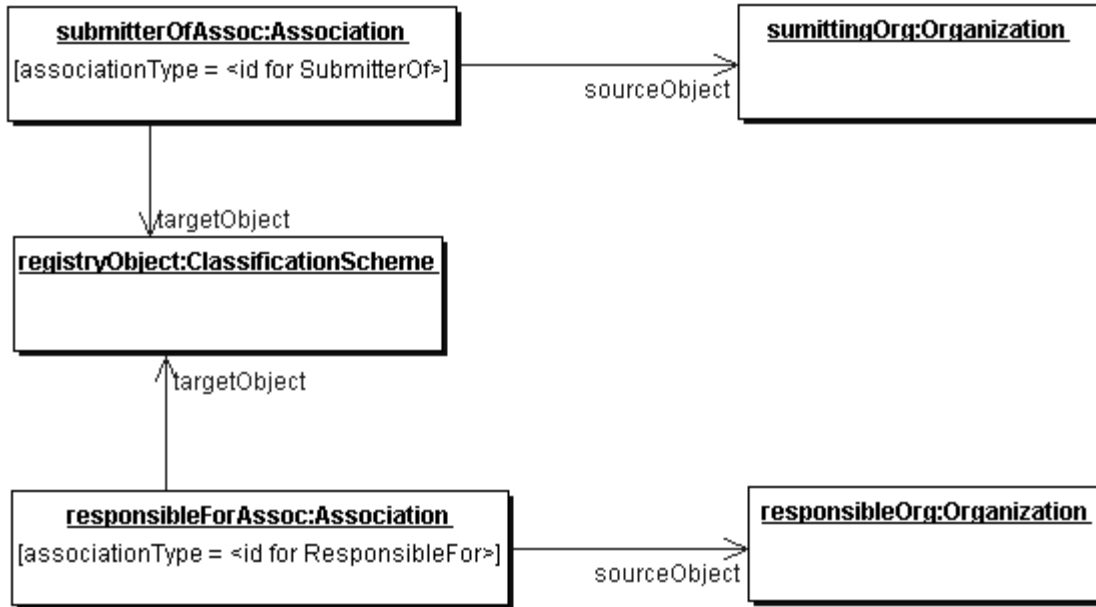 submitterOfAssoc:Association
[associationType = <id for SubmitterOf>]
sumittingOrg:Organization
sourceObject
targetObject
registryObject:ClassificationScheme
targetObject
responsibleForAssoc:Association
[associationType = <id for ResponsibleFor>]
responsibleOrg:Organization
sourceObject